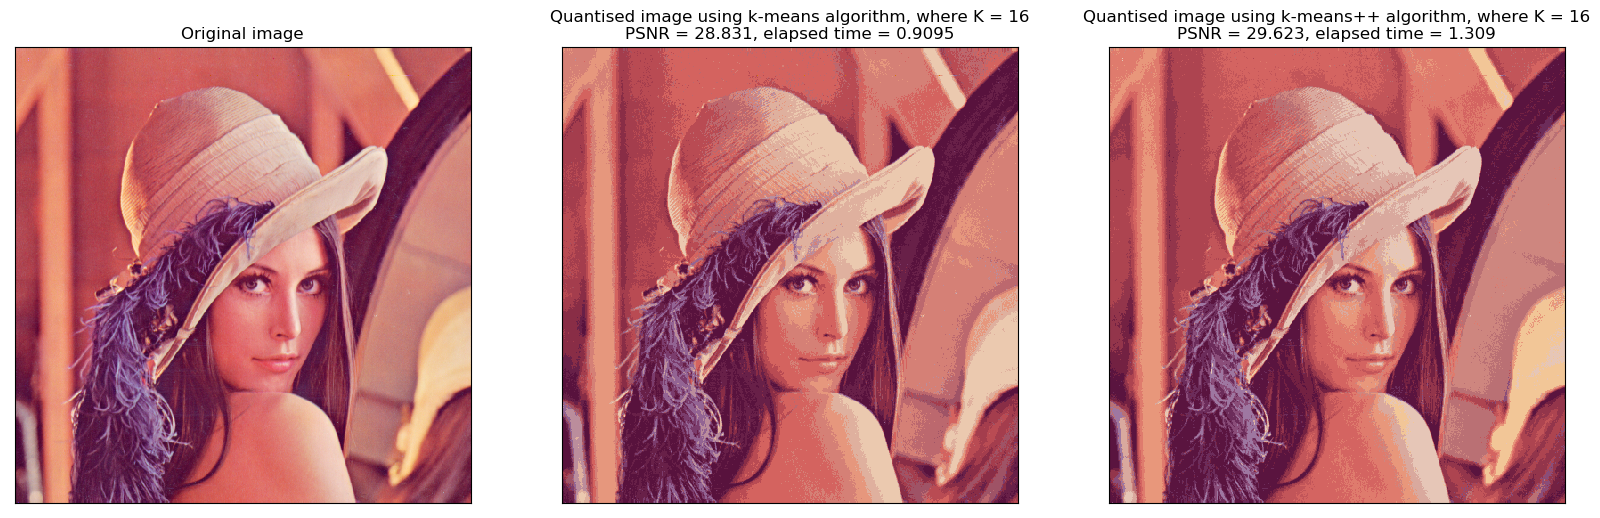 Original image
Quantised image using k-means algorithm, where K = 16
PSNR = 28.831, elapsed time = 0.9095
Quantised image using k-means++ algorithm, where K = 16
PSNR = 29.623, elapsed time = 1.309